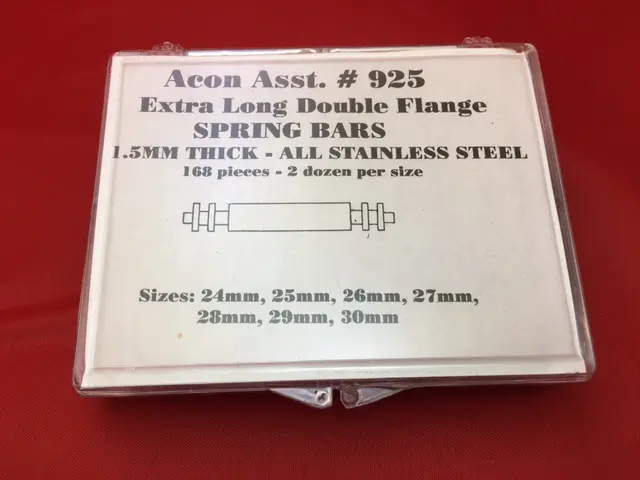 Acon Asst. # 925
Extra Long Double Flange
SPRING BARS
1.5MM THICK - ALL STAINLESS STEEL
168 pieces - 2 dozen per size
Sizes: 24mm, 25mm, 26mm, 27mm,
28mm, 29mm, 30mm